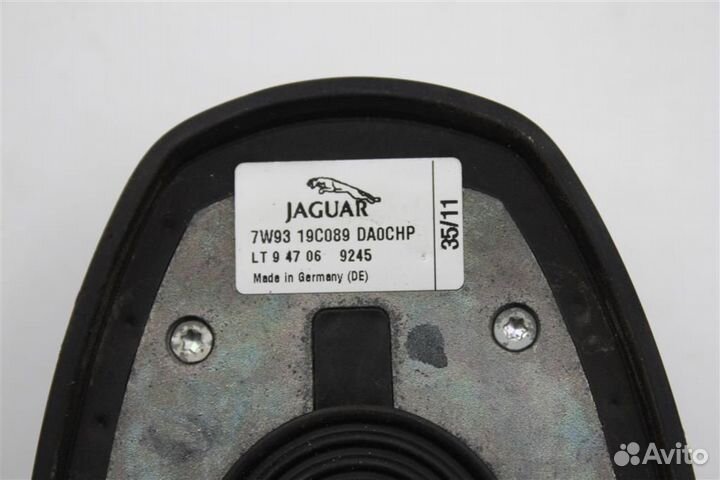 JAGUAR
7W93 19C089 DA0CHP
LT 9 47 06 9245
Made in Germany (DE)
35/11
Avito